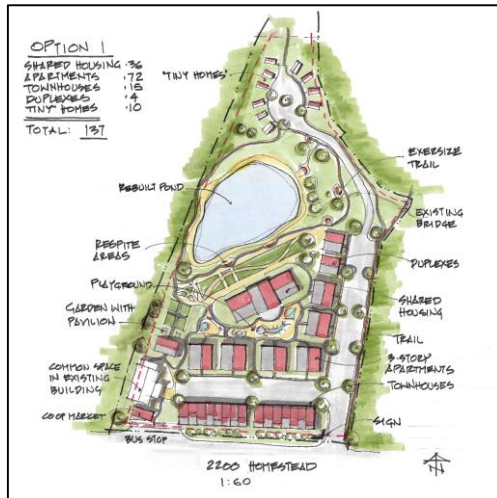 OPTION 1
SHARED HOUSING :36
APARTMENTS :72
TOWNHOUSES :15
DUPLEXES :4
TINY HOMES :10
TOTAL: 137
"TINY HOMES"
EXERSIZE
TRAIL
REBUILT POND
EXISTING
BRIDGE
RESPITE
AREAS
DUPLEXES
PLAYGROUND
SHARED
HOUSING
GARDEN WITH
PAVILION
TRAIL
3-STORY
APARTMENTS
COMMON SPACE
IN EXISTING
BUILDING
TOWNHOUSES
CO-OP MARKET
SIGN
BUS STOP
2200 HOMESTEAD
1:60
N